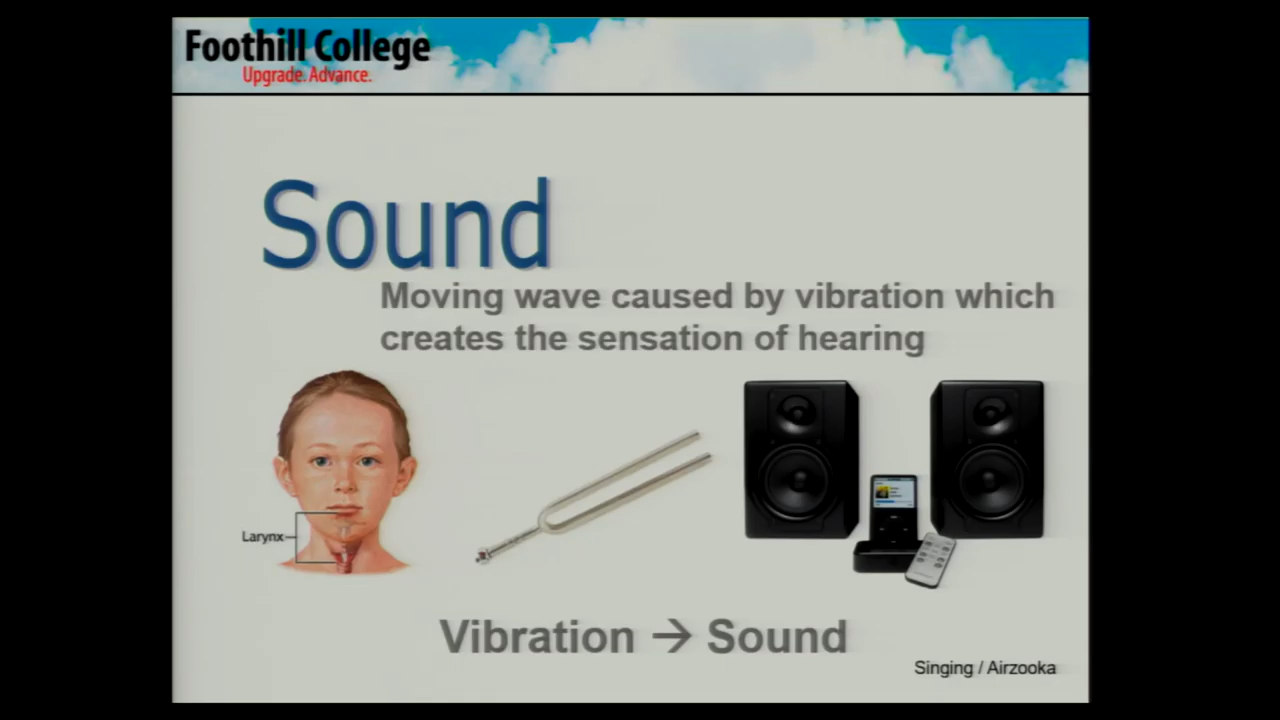 Foothill College
Upgrade. Advance.
Sound
Moving wave caused by vibration which
creates the sensation of hearing
Larynx
Vibration → Sound
Singing / Airzooka